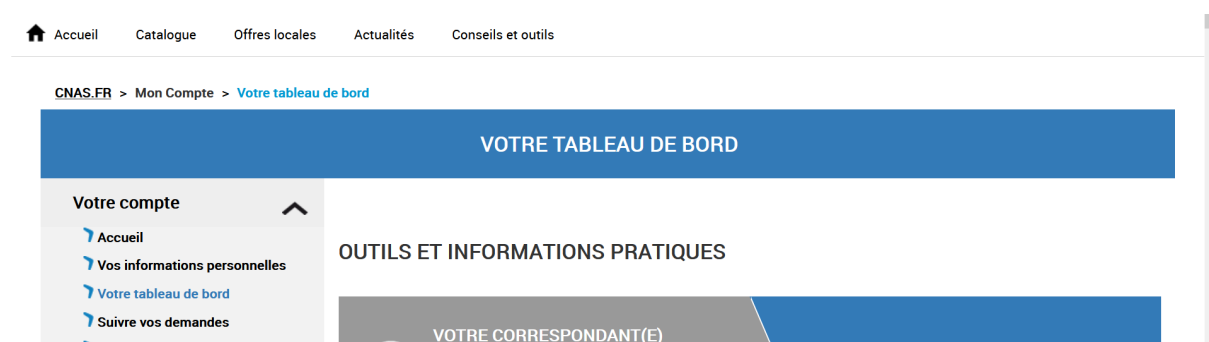 Accueil Catalogue Offres locales Actualités Conseils et outils
CNAS.FR > Mon Compte > Votre tableau de bord
VOTRE TABLEAU DE BORD
Votre compte
Accueil
Vos informations personnelles
Votre tableau de bord
Suivre vos demandes
OUTILS ET INFORMATIONS PRATIQUES
VOTRE CORRESPONDANT(E)